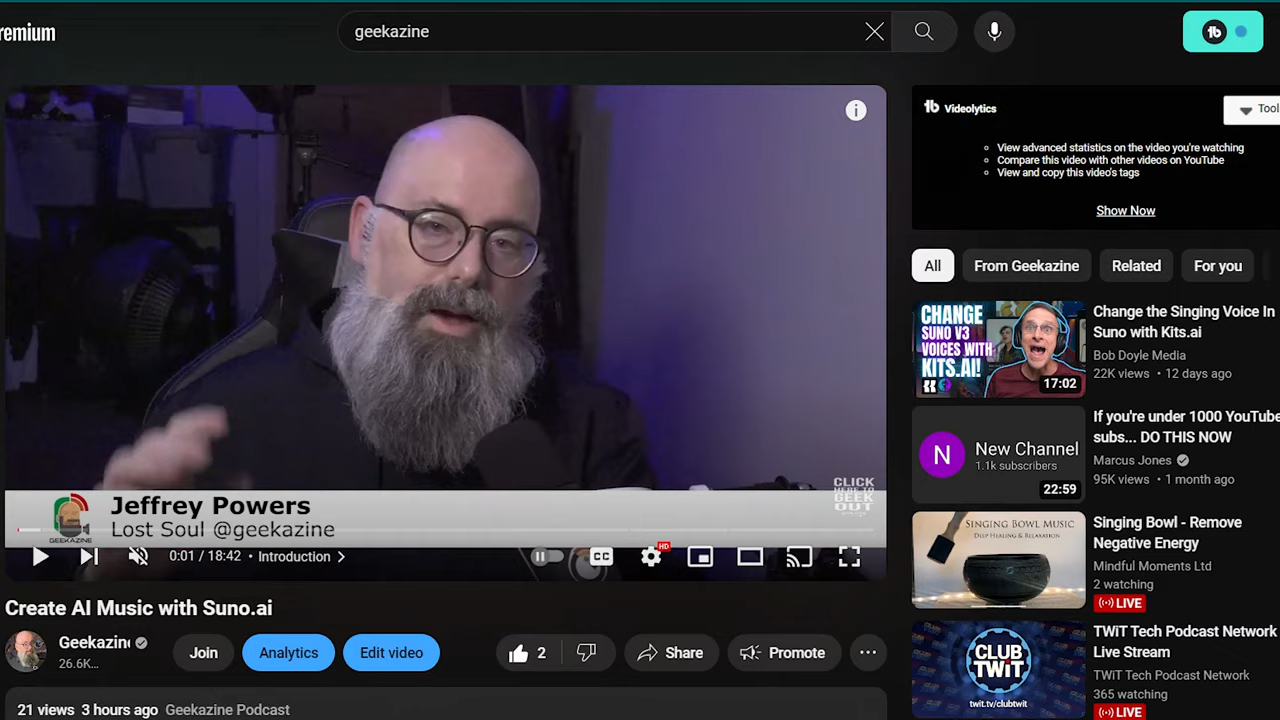 remium
geekazine
Videolytics
Tool
View advanced statistics on the video you're watching
Compare this video with other videos on YouTube
View and copy this video's tags
Show Now
All
From Geekazine
Related
For you
CHANGE
SUNO V3
VOICES WITH
KITS.AI!
17:02
Change the Singing Voice In
Suno with Kits.ai
Bob Doyle Media
22K views • 12 days ago
N
New Channel
1.1k subscribers
22:59
If you're under 1000 YouTube
subs... DO THIS NOW
Marcus Jones
95K views • 1 month ago
SINGING BOWL MUSIC
DEEP HEALING & RELAXATION
Singing Bowl - Remove
Negative Energy
Mindful Moments Ltd
2 watching
LIVE
CLUB
TWiT
twit.tv/clubtwit
TWiT Tech Podcast Network
Live Stream
TWiT Tech Podcast Network
365 watching
LIVE
CLICK
HERE TO
GEEK
OUT
GEEKAZINE
Jeffrey Powers
Lost Soul @geekazine
0:01 / 18:42 • Introduction
CC
HD
Create AI Music with Suno.ai
Geekazin
26.6K...
Join
Analytics
Edit video
2
Share
Promote
21 views 3 hours ago Geekazine Podcast